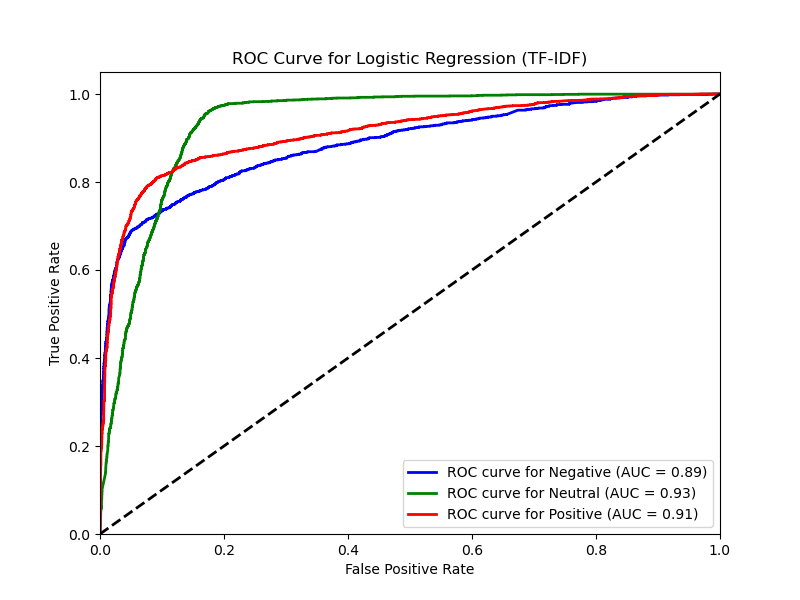 ROC Curve for Logistic Regression (TF-IDF)
True Positive Rate
1.0
0.8
0.6
0.4
0.2
0.0
0.0 0.2 0.4 0.6 0.8 1.0
False Positive Rate
ROC curve for Negative (AUC = 0.89)
ROC curve for Neutral (AUC = 0.93)
ROC curve for Positive (AUC = 0.91)